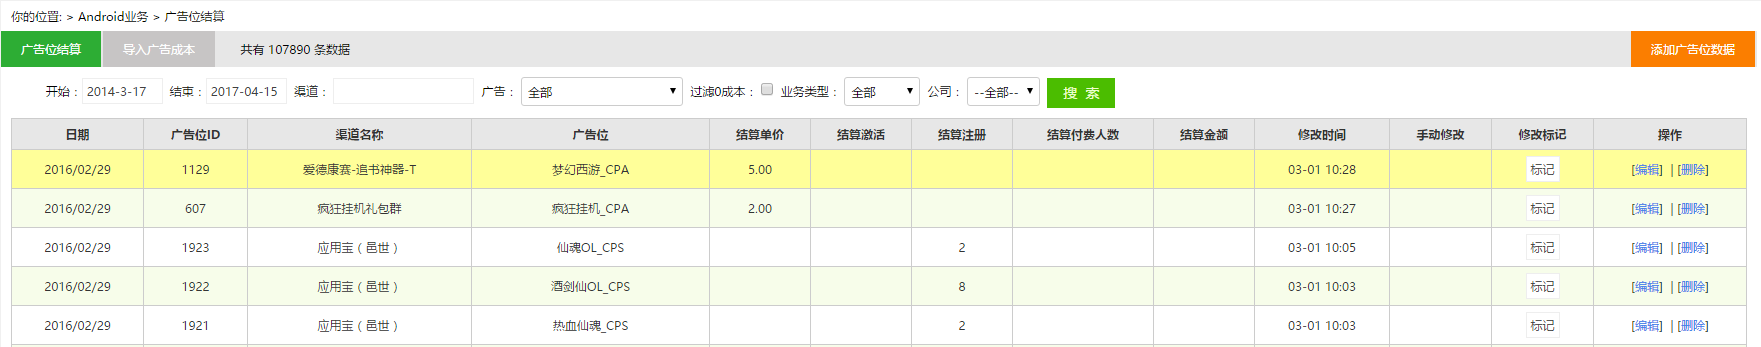 你的位置: > Android业务 > 广告位结算
广告位结算 导入广告成本 共有 107890 条数据 添加广告位数据
开始： 2014-3-17 结束： 2017-04-15 渠道： 广告： 全部 过滤0成本： 业务类型： 全部 公司： --全部-- 搜 索
日期 广告位ID 渠道名称 广告位 结算单价 结算激活 结算注册 结算付费人数 结算金额 修改时间 手动修改 修改标记 操作
2016/02/29 1129 爱德康赛-追书神器-T 梦幻西游_CPA 5.00 03-01 10:28 标记 [编辑] | [删除]
2016/02/29 607 疯狂挂机礼包群 疯狂挂机_CPA 2.00 03-01 10:27 标记 [编辑] | [删除]
2016/02/29 1923 应用宝（邑世） 仙魂OL_CPS 2 03-01 10:05 标记 [编辑] | [删除]
2016/02/29 1922 应用宝（邑世） 酒剑仙OL_CPS 8 03-01 10:03 标记 [编辑] | [删除]
2016/02/29 1921 应用宝（邑世） 热血仙魂_CPS 2 03-01 10:03 标记 [编辑] | [删除]